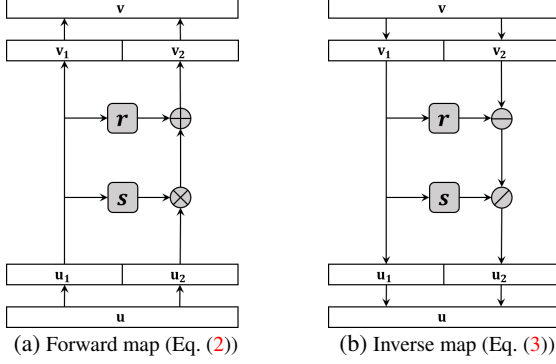 v v
v₁ v₂ v₁ v₂
r r
s s
u₁ u₂ u₁ u₂
u u
(a) Forward map (Eq. (2)) (b) Inverse map (Eq. (3))